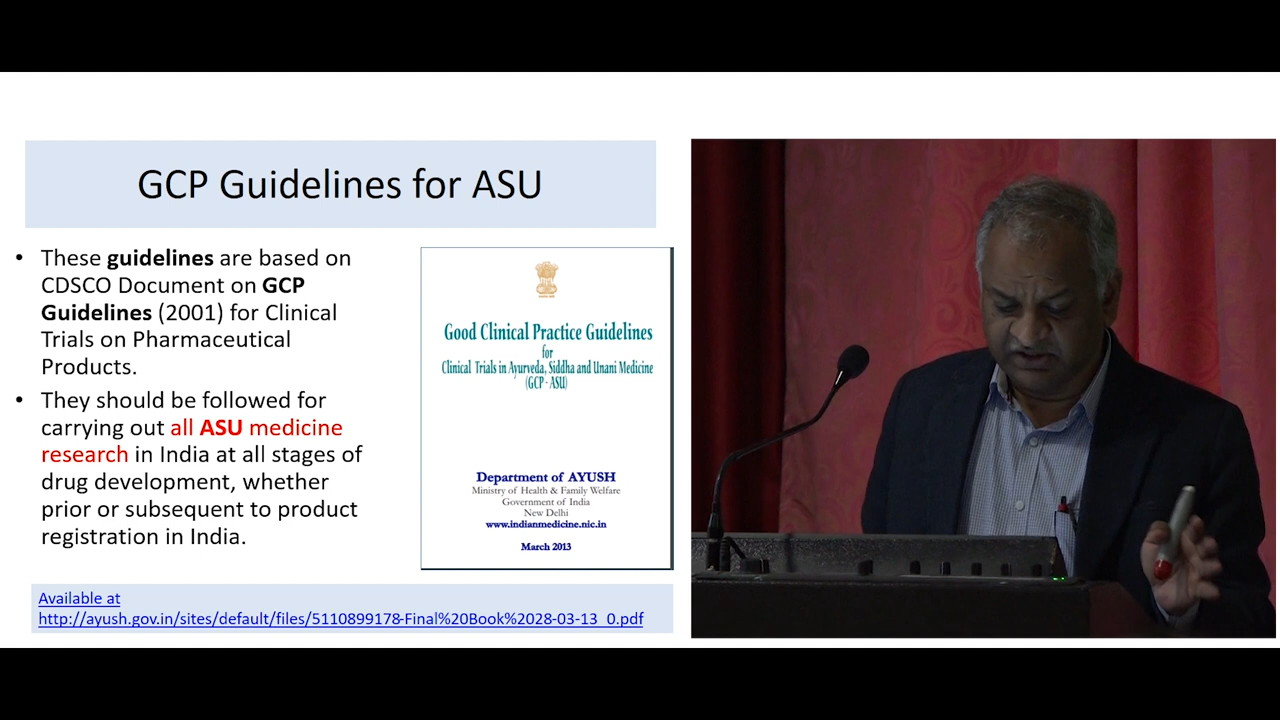 GCP Guidelines for ASU
• These guidelines are based on
CDSCO Document on GCP
Guidelines (2001) for Clinical
Trials on Pharmaceutical
Products.
• They should be followed for
carrying out all ASU medicine
research in India at all stages of
drug development, whether
prior or subsequent to product
registration in India.
Good Clinical Practice Guidelines
for
Clinical Trials in Ayurveda, Siddha and Unani Medicine
(GCP - ASU)
Department of AYUSH
Ministry of Health & Family Welfare
Government of India
New Delhi
www.indianmedicine.nic.in
March 2013
Available at
http://ayush.gov.in/sites/default/files/5110899178-Final%20Book%2028-03-13_0.pdf